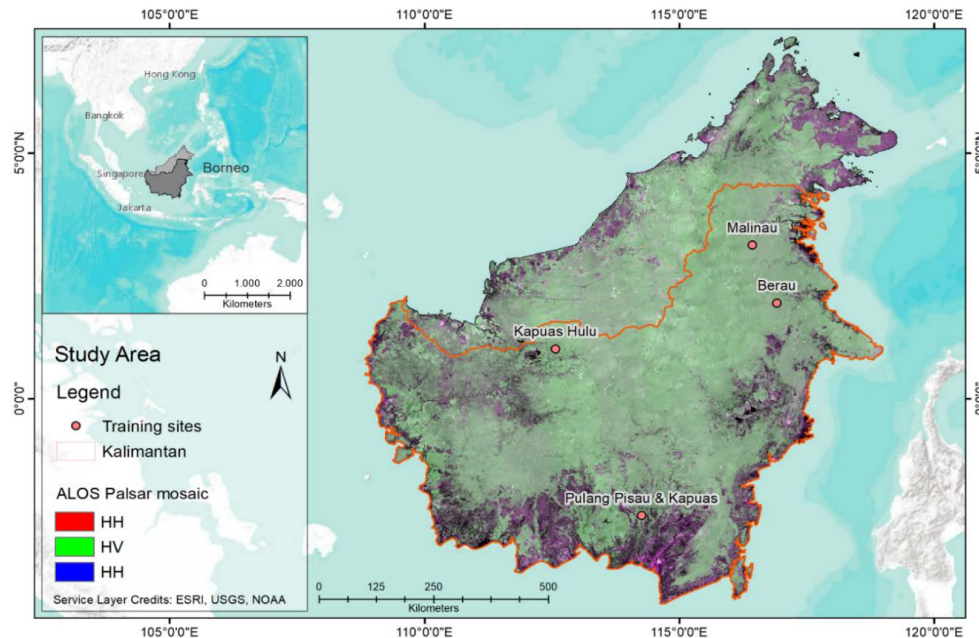 105°0'0"E 110°0'0"E 115°0'0"E 120°0'0"E
Hong Kong
Bangkok
Singapore
Borneo
Jakarta
0 1.000 2.000
Kilometers
5°0'0"N
5°0'0"N
Malinau
Berau
Kapuas Hulu
Pulang Pisau & Kapuas
Study Area
N
Legend
Training sites
Kalimantan
0°0'0"
0°0'0"
ALOS Palsar mosaic
HH
HV
HH
Service Layer Credits: ESRI, USGS, NOAA
0 125 250 500
Kilometers
105°0'0"E 110°0'0"E 115°0'0"E 120°0'0"E